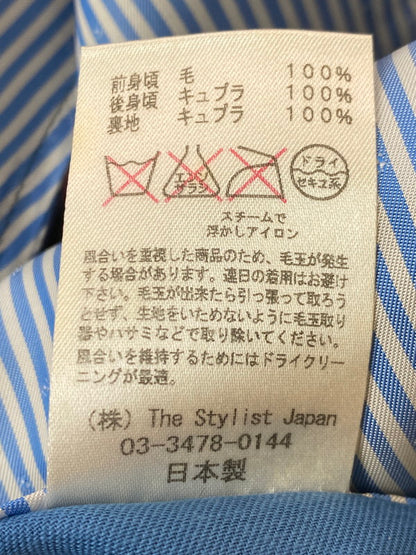 前身頃 毛 100%
後身頃 キュプラ 100%
裏地 キュプラ 100%
エンソ サラシ
ドライ セキユ系
スチームで
浮かしアイロン
風合いを重視した商品のため、毛玉が発生
する場合があります。連日の着用はお避け
下さい。毛玉が出来たら引っ張って取ろう
とせず、生地をいためないように毛玉取り
器やハサミなどで取り除いてください。
風合いを維持するためにはドライクリー
ニングが最適。
(株) The Stylist Japan
03-3478-0144
日本製